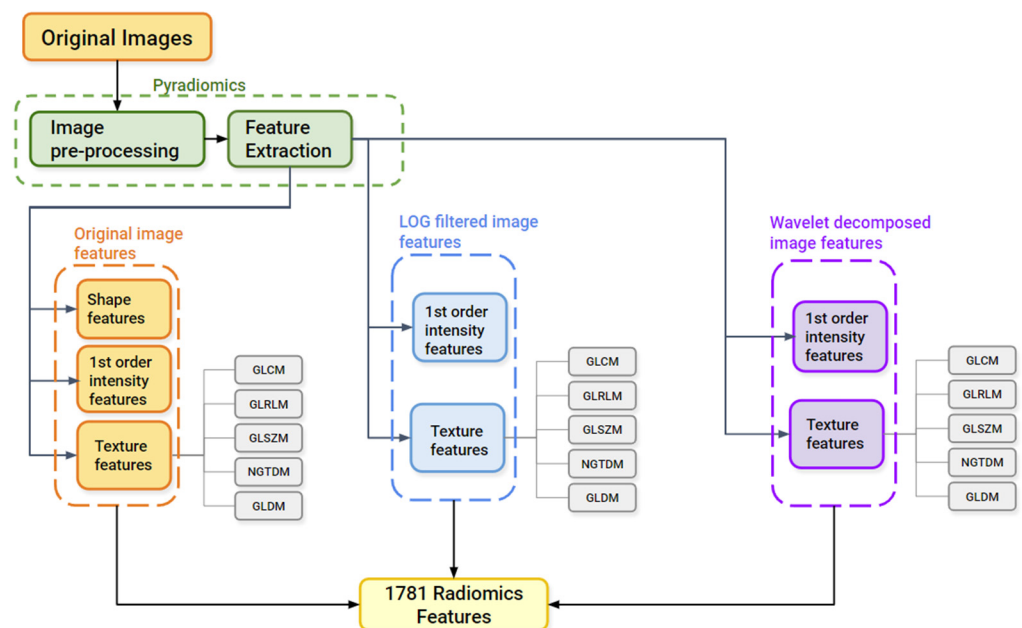 Original Images
Pyradiomics
Image
pre-processing
Feature
Extraction
Original image
features
Shape
features
1st order
intensity
features
Texture
features
GLCM
GLRLM
GLSZM
NGTDM
GLDM
LOG filtered image
features
1st order
intensity
features
Texture
features
GLCM
GLRLM
GLSZM
NGTDM
GLDM
Wavelet decomposed
image features
1st order
intensity
features
Texture
features
GLCM
GLRLM
GLSZM
NGTDM
GLDM
1781 Radiomics
Features